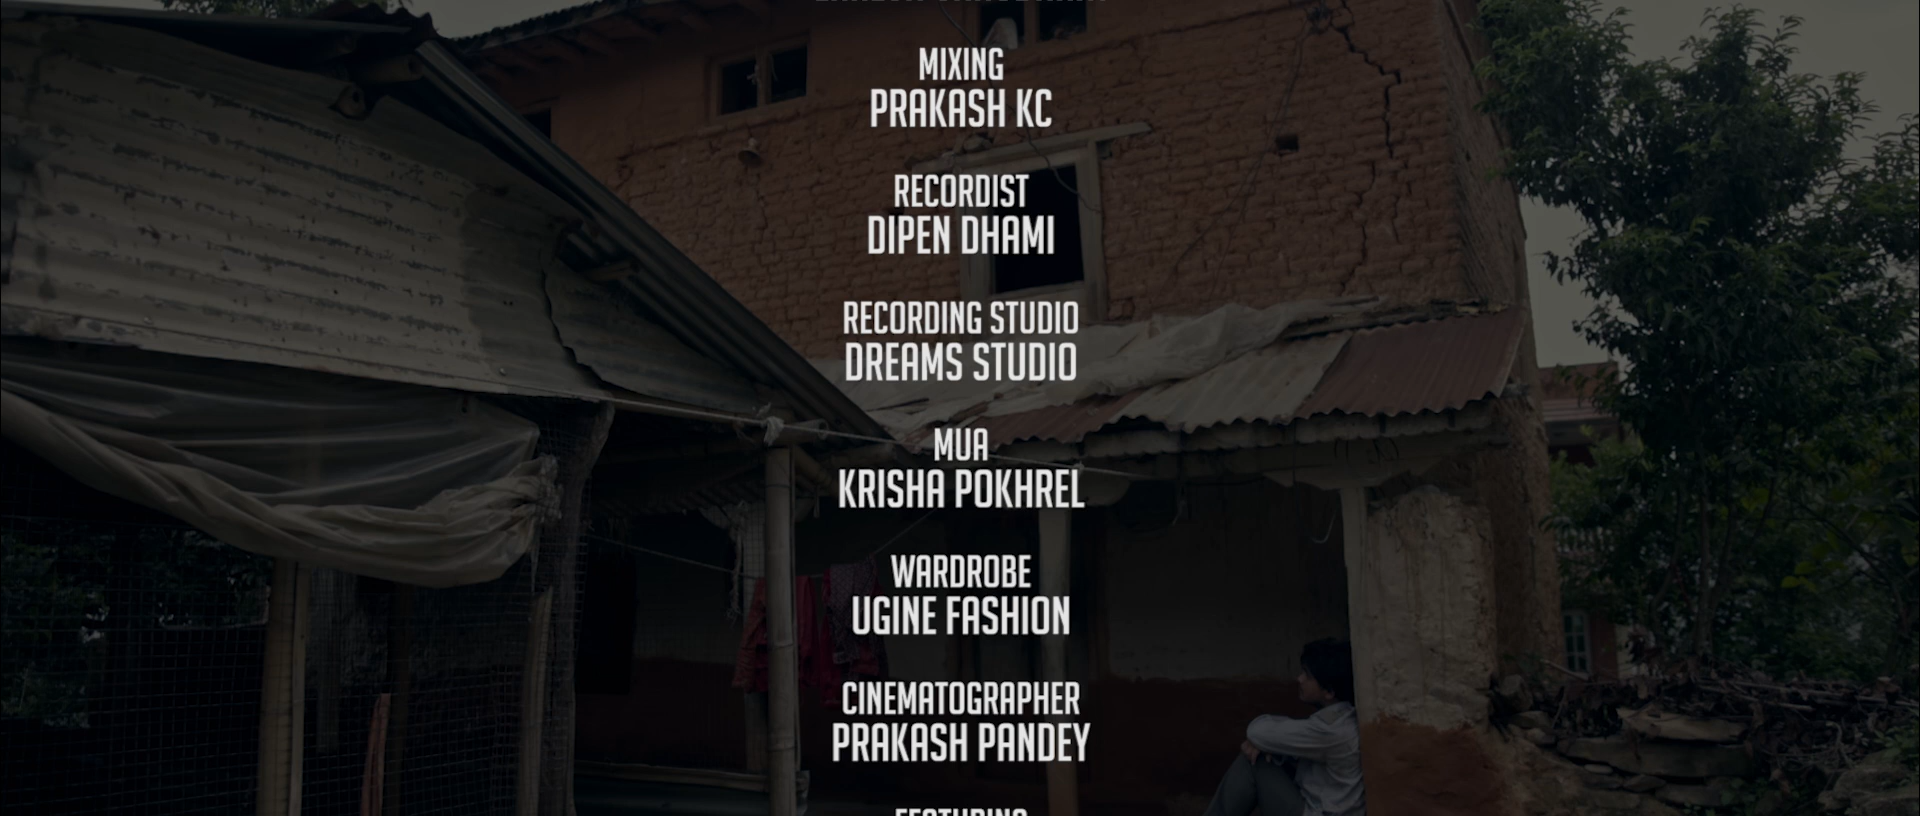 MIXING
PRAKASH KC
RECORDIST
DIPEN DHAMI
RECORDING STUDIO
DREAMS STUDIO
MUA
KRISHA POKHREL
WARDROBE
UGINE FASHION
CINEMATOGRAPHER
PRAKASH PANDEY
FEATURING